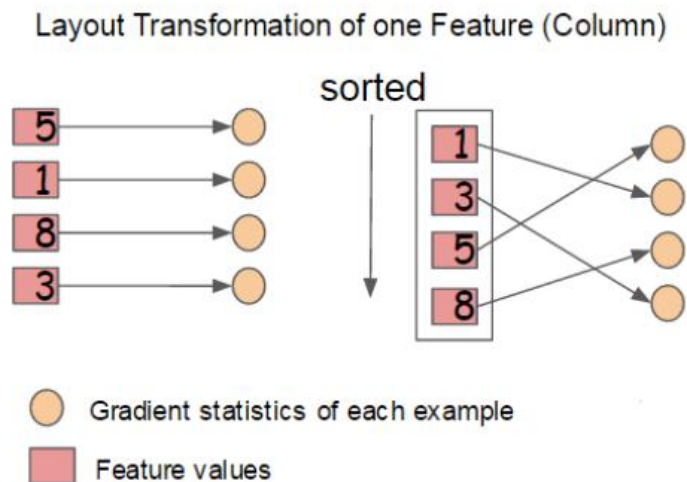 Layout Transformation of one Feature (Column)
sorted
5
1
8
3
1
3
5
8
Gradient statistics of each example
Feature values